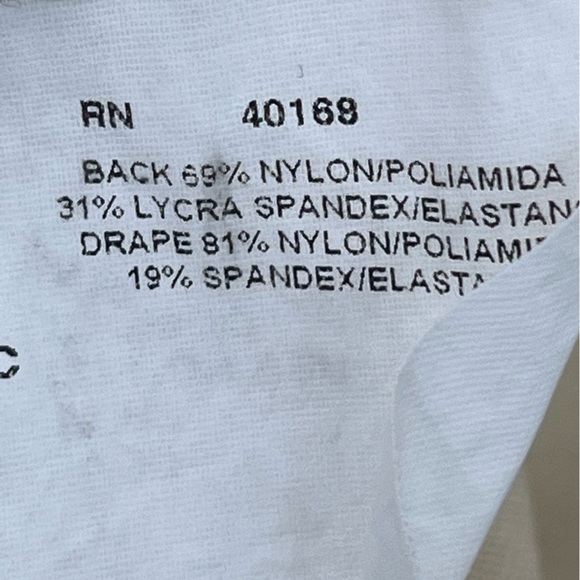 RN 40168
BACK 69% NYLON/POLIAMIDA
31% LYCRA SPANDEX/ELASTAN
DRAPE 81% NYLON/POLIAMI
19% SPANDEX/ELASTA
C